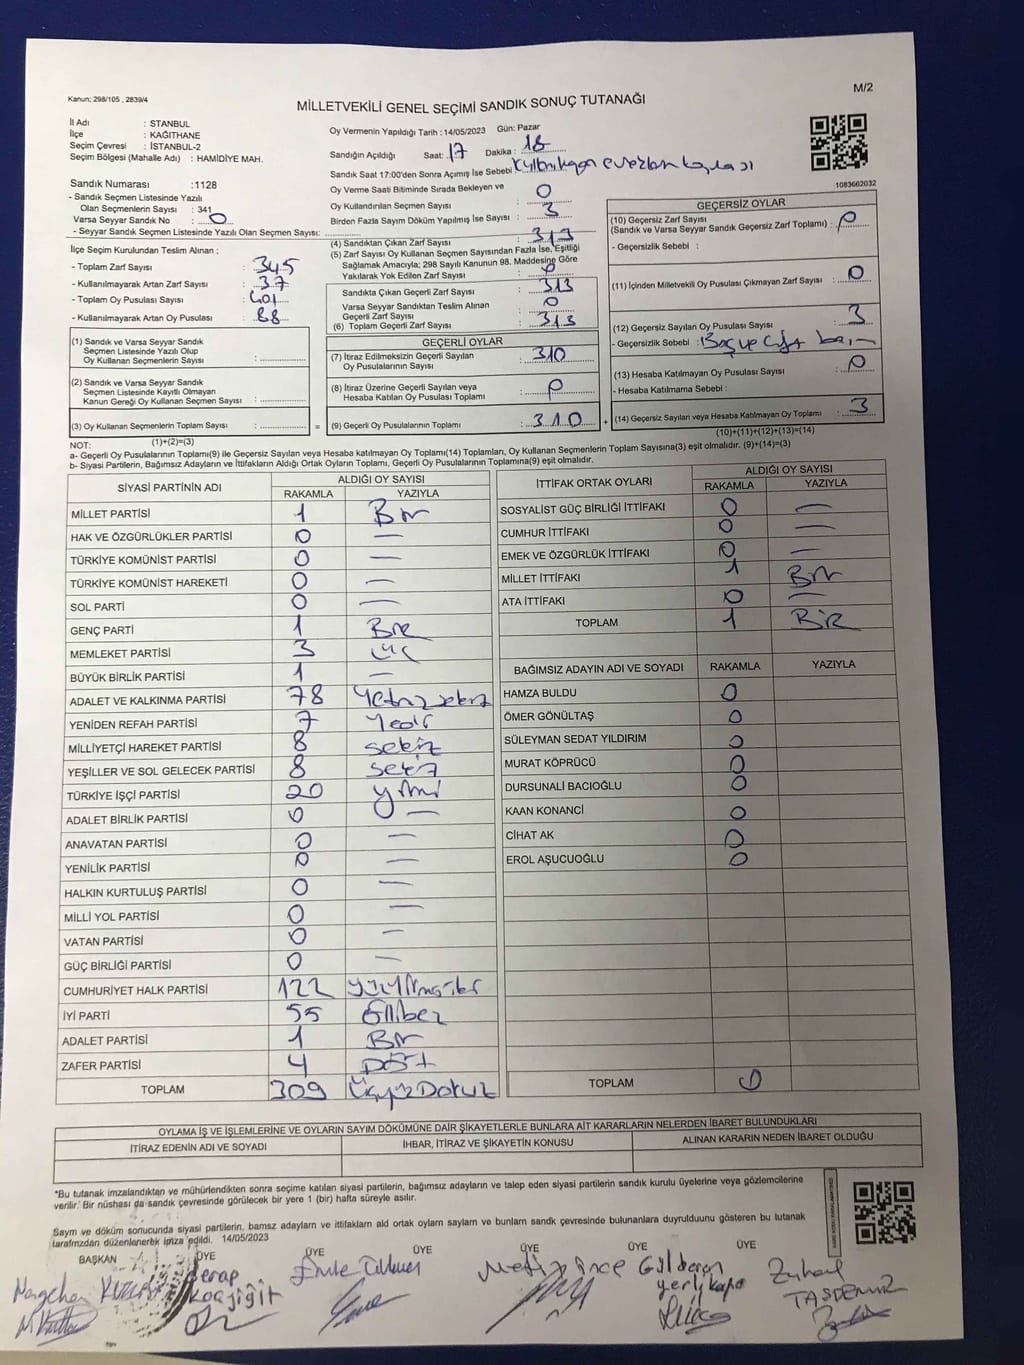 Kanun; 298/105 , 2839/4
M/2
MİLLETVEKİLİ GENEL SEÇİMİ SANDIK SONUÇ TUTANAĞI
İl Adı : STANBUL
İlçe : KAĞITHANE
Seçim Çevresi : İSTANBUL-2
Seçim Bölgesi (Mahalle Adı) : HAMİDİYE MAH.
Oy Vermenin Yapıldığı Tarih : 14/05/2023 Gün: Pazar
Sandığın Açıldığı Saat: 17 Dakika : 18
Sandık Saat 17:00'den Sonra Açımış İse Sebebi
1083662032
Sandık Numarası :1128
- Sandık Seçmen Listesinde Yazılı
Olan Seçmenlerin Sayısı : 341
Varsa Seyyar Sandık No : 0
- Seyyar Sandık Seçmen Listesinde Yazılı Olan Seçmen Sayısı:
Oy Verme Saati Bitiminde Sırada Bekleyen ve
Oy Kullandırılan Seçmen Sayısı : 0
Birden Fazla Sayım Döküm Yapılmış İse Sayısı : 3
İlçe Seçim Kurulundan Teslim Alınan ;
- Toplam Zarf Sayısı : 345
- Kullanılmayarak Artan Zarf Sayısı : 37
- Toplam Oy Pusulası Sayısı : 401
- Kullanılmayarak Artan Oy Pusulası : 88
(4) Sandıktan Çıkan Zarf Sayısı : 313
(5) Zarf Sayısı Oy Kullanan Seçmen Sayısından Fazla İse, Eşitliği
Sağlamak Amacıyla; 298 Sayılı Kanunun 98. Maddesine Göre
Yakılarak Yok Edilen Zarf Sayısı : 0
Sandıkta Çıkan Geçerli Zarf Sayısı : 313
Varsa Seyyar Sandıktan Teslim Alınan
Geçerli Zarf Sayısı : 0
(6) Toplam Geçerli Zarf Sayısı : 313
GEÇERLİ OYLAR
(7) İtiraz Edilmeksizin Geçerli Sayılan
Oy Pusulalarının Sayısı : 310
(8) İtiraz Üzerine Geçerli Sayılan veya
Hesaba Katılan Oy Pusulası Toplamı : 0
(9) Geçerli Oy Pusulalarının Toplamı : 310
GEÇERSİZ OYLAR
(10) Geçersiz Zarf Sayısı
(Sandık ve Varsa Seyyar Sandık Geçersiz Zarf Toplamı) : 0
- Geçersizlik Sebebi :
(11) İçinden Milletvekili Oy Pusulası Çıkmayan Zarf Sayısı : 0
(12) Geçersiz Sayılan Oy Pusulası Sayısı : 3
- Geçersizlik Sebebi : Boş ve çift basım
(13) Hesaba Katılmayan Oy Pusulası Sayısı : 0
- Hesaba Katılmama Sebebi :
(14) Geçersiz Sayılan veya Hesaba Katılmayan Oy Toplamı : 3
(10)+(11)+(12)+(13)=(14)
(1) Sandık ve Varsa Seyyar Sandık
Seçmen Listesinde Yazılı Olup
Oy Kullanan Seçmenlerin Sayısı :
(2) Sandık ve Varsa Seyyar Sandık
Seçmen Listesinde Kayıtlı Olmayan
Kanun Gereği Oy Kullanan Seçmen Sayısı :
(3) Oy Kullanan Seçmenlerin Toplam Sayısı : = +
(1)+(2)=(3)
NOT:
a- Geçerli Oy Pusulalarının Toplamı(9) ile Geçersiz Sayılan veya Hesaba katılmayan Oy Toplamı(14) Toplamları, Oy Kullanan Seçmenlerin Toplam Sayısına(3) eşit olmalıdır. (9)+(14)=(3)
b- Siyasi Partilerin, Bağımsız Adayların ve İttifakların Aldığı Ortak Oyların Toplamı, Geçerli Oy Pusulalarının Toplamına(9) eşit olmalıdır.
SİYASİ PARTİNİN ADI ALDIĞI OY SAYISI
RAKAMLA YAZIYLA
MİLLET PARTİSİ 1 Bir
HAK VE ÖZGÜRLÜKLER PARTİSİ 0 —
TÜRKİYE KOMÜNİST PARTİSİ 0 —
TÜRKİYE KOMÜNİST HAREKETİ 0 —
SOL PARTİ 0 —
GENÇ PARTİ 1 BİR
MEMLEKET PARTİSİ 3 üç
BÜYÜK BİRLİK PARTİSİ 1 —
ADALET VE KALKINMA PARTİSİ 78 Yetmiş sekiz
YENİDEN REFAH PARTİSİ 7 Yedi
MİLLİYETÇİ HAREKET PARTİSİ 8 sekiz
YEŞİLLER VE SOL GELECEK PARTİSİ 8 sekiz
TÜRKİYE İŞÇİ PARTİSİ 20 yirmi
ADALET BİRLİK PARTİSİ 0 —
ANAVATAN PARTİSİ 0 —
YENİLİK PARTİSİ 0 —
HALKIN KURTULUŞ PARTİSİ 0 —
MİLLİ YOL PARTİSİ 0 —
VATAN PARTİSİ 0 —
GÜÇ BİRLİĞİ PARTİSİ 0 —
CUMHURİYET HALK PARTİSİ 122 yüzyirmiiki
İYİ PARTİ 55 Ellibeş
ADALET PARTİSİ 1 Bir
ZAFER PARTİSİ 4 Dört
TOPLAM 309 ÜçyüzDokuz
İTTİFAK ORTAK OYLARI ALDIĞI OY SAYISI
RAKAMLA YAZIYLA
SOSYALİST GÜÇ BİRLİĞİ İTTİFAKI 0 —
CUMHUR İTTİFAKI 0 —
EMEK VE ÖZGÜRLÜK İTTİFAKI 0 —
MİLLET İTTİFAKI 1 Bir
ATA İTTİFAKI 0 —
TOPLAM 1 BİR
BAĞIMSIZ ADAYIN ADI VE SOYADI RAKAMLA YAZIYLA
HAMZA BULDU 0
ÖMER GÖNÜLTAŞ 0
SÜLEYMAN SEDAT YILDIRIM 0
MURAT KÖPRÜCÜ 0
DURSUNALİ BACIOĞLU 0
KAAN KONANCİ 0
CİHAT AK 0
EROL AŞUCUOĞLU 0
TOPLAM 0
OYLAMA İŞ VE İŞLEMLERİNE VE OYLARIN SAYIM DÖKÜMÜNE DAİR ŞİKAYETLERLE BUNLARA AİT KARARLARIN NELERDEN İBARET BULUNDUKLARI
İTİRAZ EDENİN ADI VE SOYADI İHBAR, İTİRAZ VE ŞİKAYETİN KONUSU ALINAN KARARIN NEDEN İBARET OLDUĞU
"Bu tutanak imzalandıktan ve mühürlendikten sonra seçime katılan siyasi partilerin, bağımsız adayların ve talep eden siyasi partilerin sandık kurulu üyelerine veya gözlemcilerine
verilir.' Bir nüshası da sandık çevresinde görülecek bir yere 1 (bir) hafta süreyle asılır.
Sayım ve döküm sonucunda siyasi partilerin, bamsz adayların ve ittifakların ald ortak oyların saylam ve bunların sandk çevresinde bulunanlara duyrulduunu gösteren bu tutanak
tarafmzdan düzenlenerek imza edildi. 14/05/2023
BAŞKAN ÜYE ÜYE ÜYE ÜYE ÜYE ÜYE
Serap Koçyiğit
Metin ince
Gülderen yerlikaya
Zuhal TAŞDEMİR